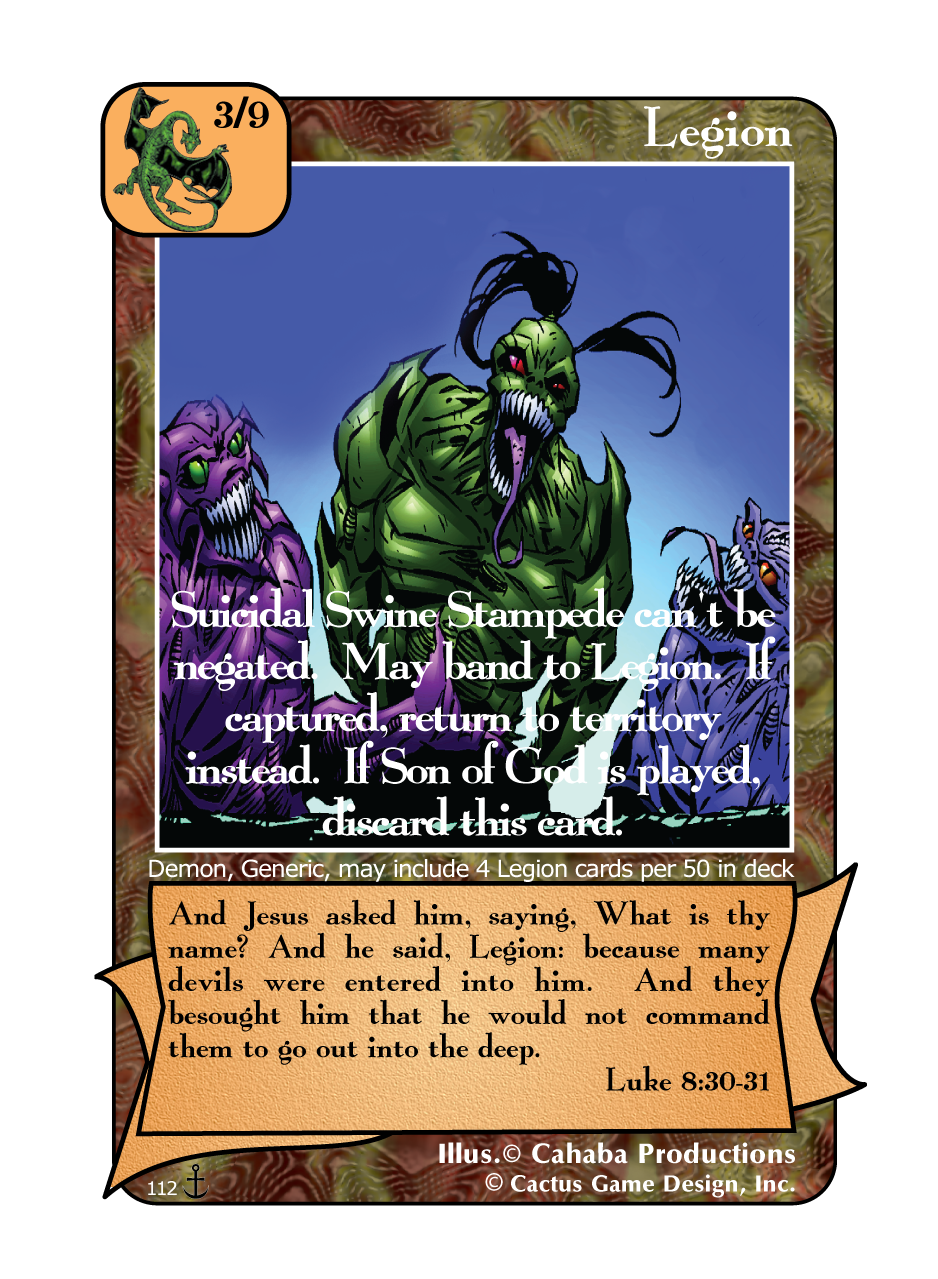 3/9
Legion
Suicidal Swine Stampede can't be
negated. May band to Legion. If
captured, return to territory
instead. If Son of God is played,
discard this card.
Demon, Generic, may include 4 Legion cards per 50 in deck
And Jesus asked him, saying, What is thy
name? And he said, Legion: because many
devils were entered into him. And they
besought him that he would not command
them to go out into the deep.
Luke 8:30-31
Illus.© Cahaba Productions
112
© Cactus Game Design, Inc.